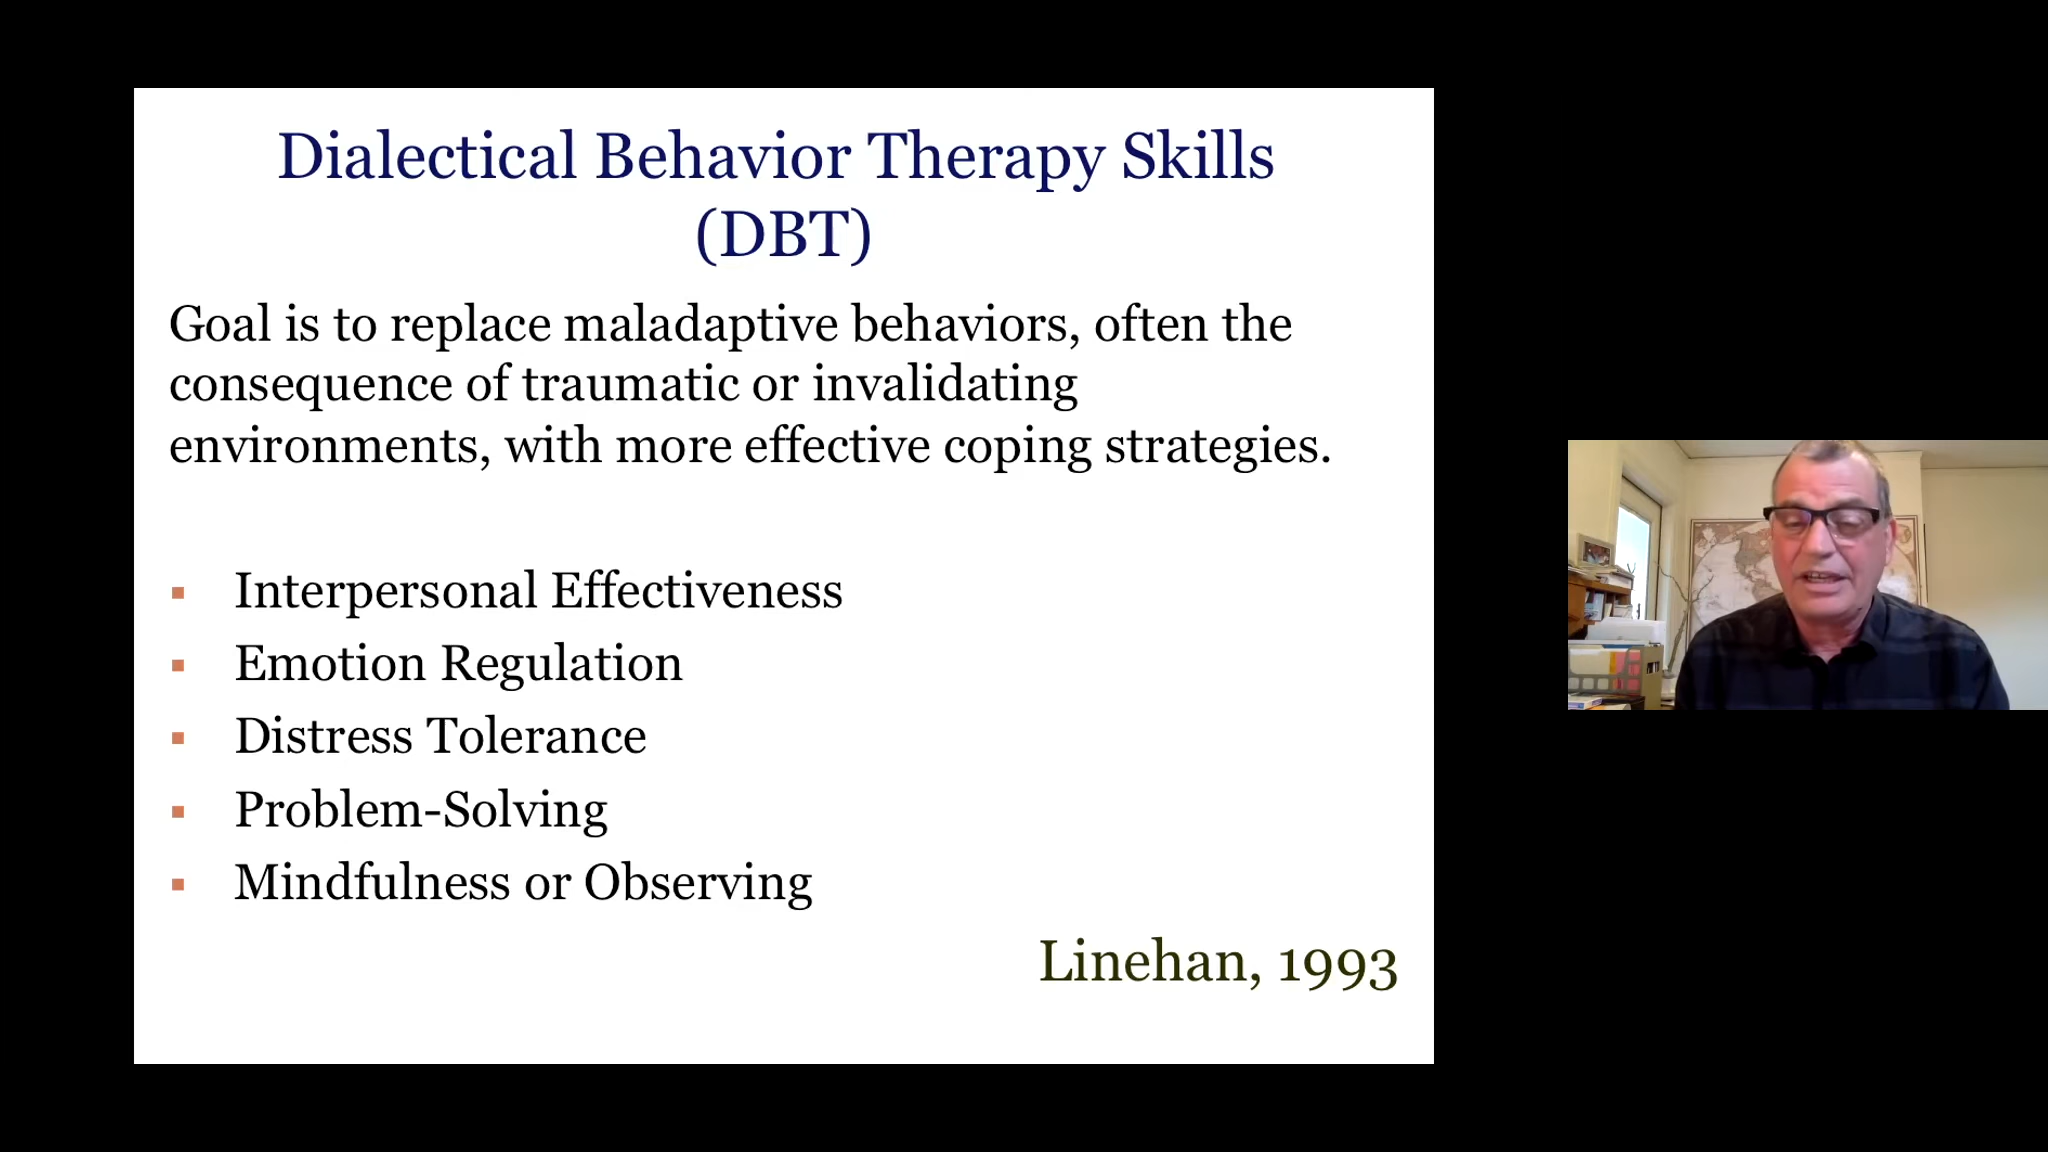 Dialectical Behavior Therapy Skills
(DBT)
Goal is to replace maladaptive behaviors, often the
consequence of traumatic or invalidating
environments, with more effective coping strategies.
▪ Interpersonal Effectiveness
▪ Emotion Regulation
▪ Distress Tolerance
▪ Problem-Solving
▪ Mindfulness or Observing
Linehan, 1993